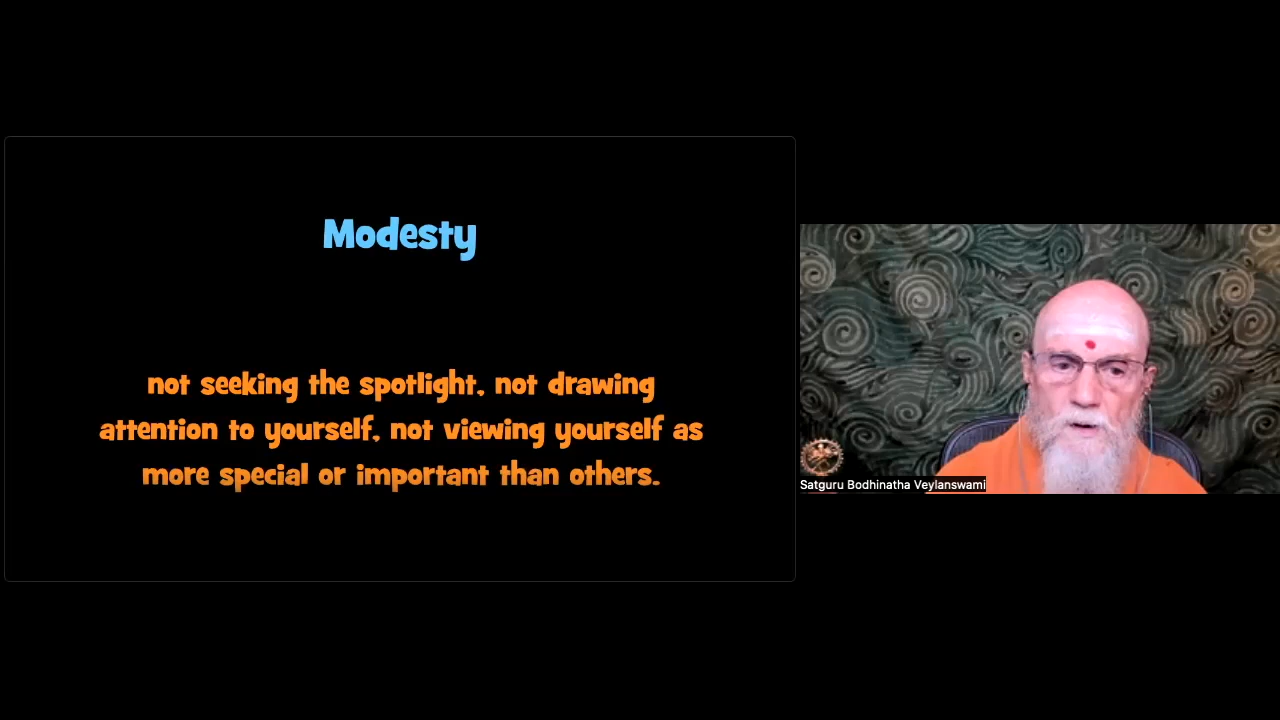 Modesty
not seeking the spotlight, not drawing
attention to yourself, not viewing yourself as
more special or important than others.
Satguru Bodhinatha Veylanswami